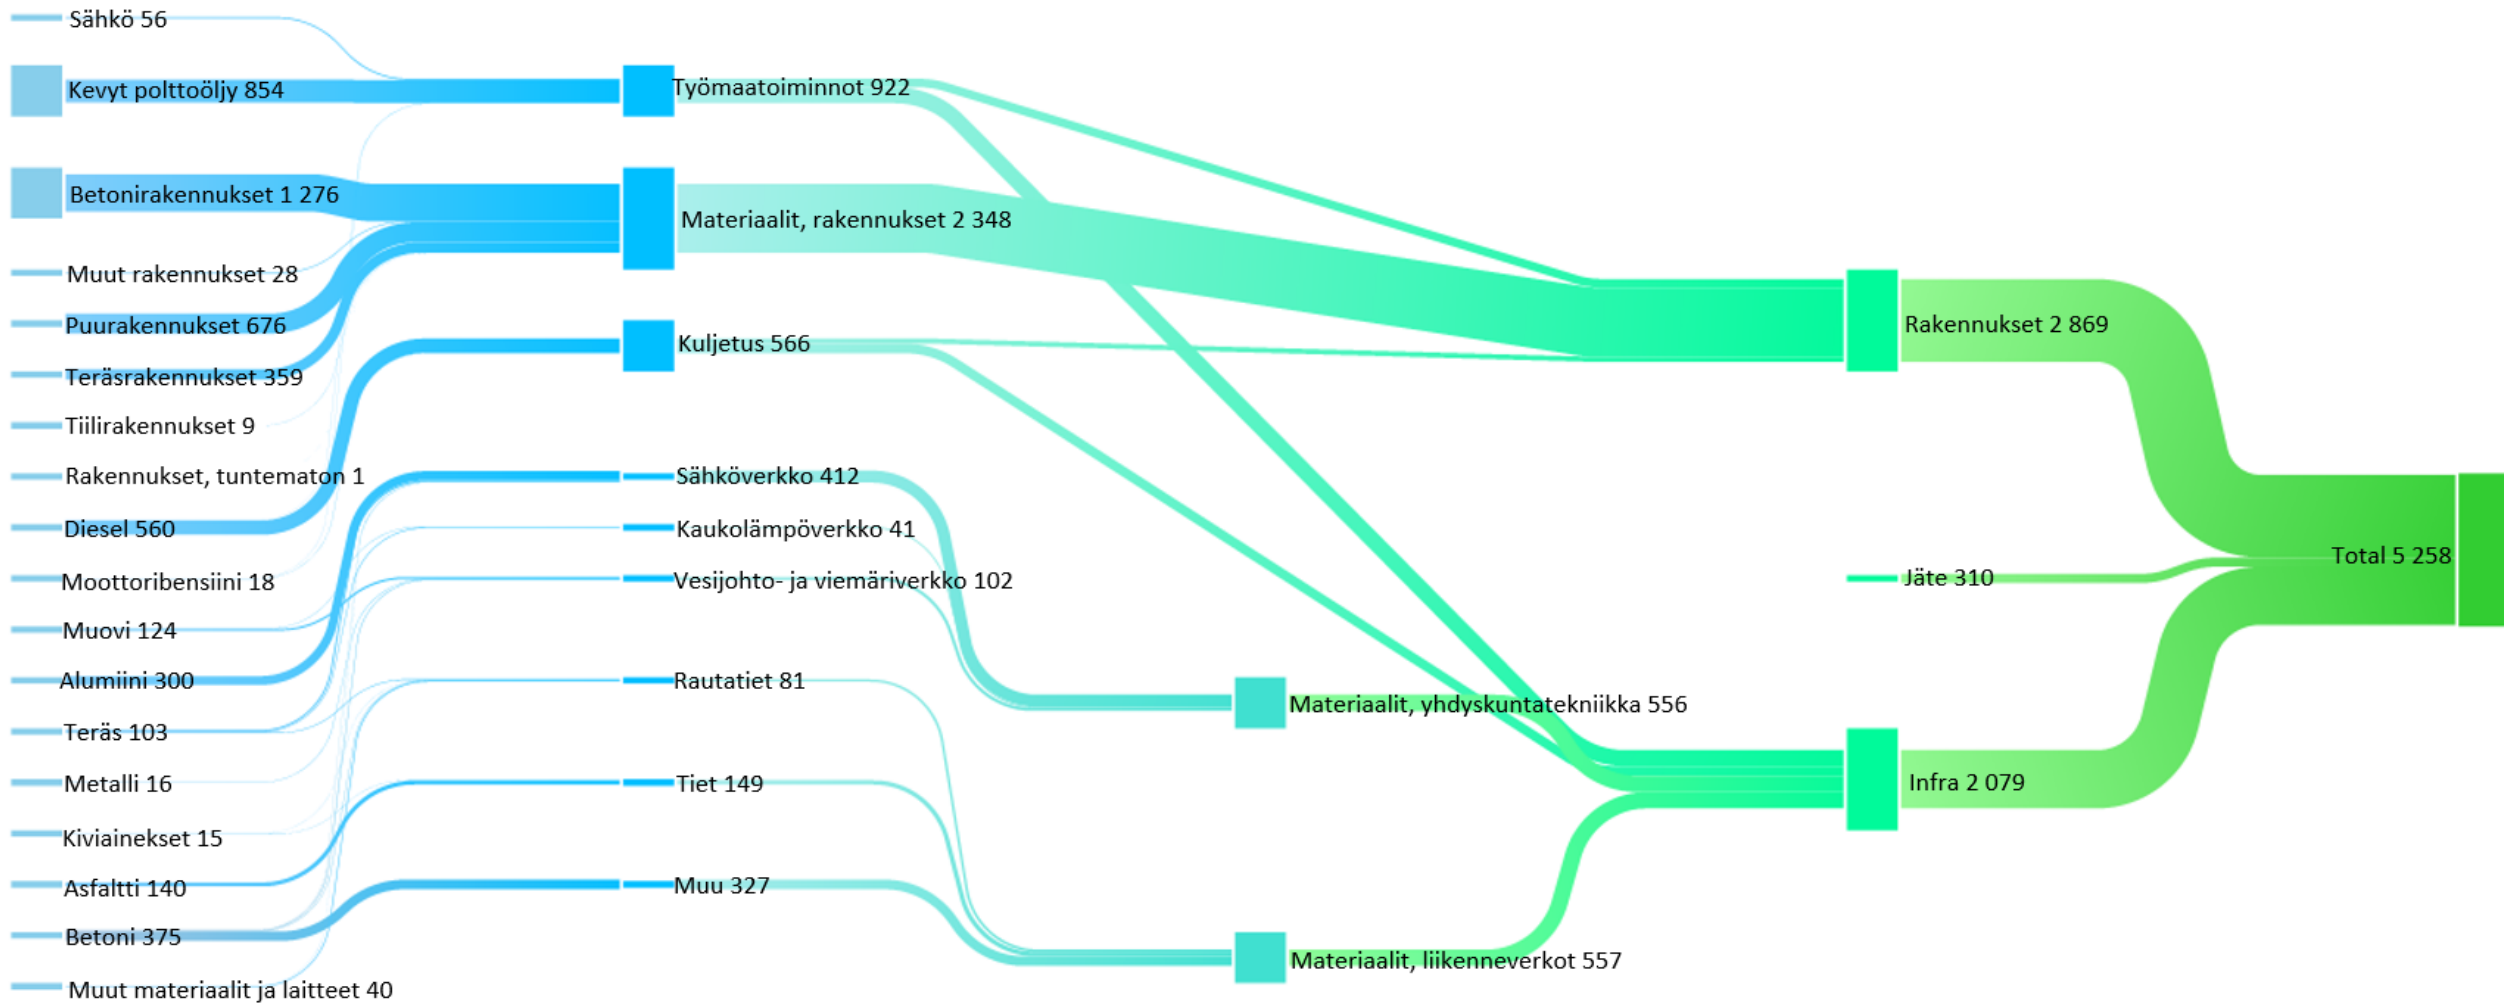 Sähkö 56
Kevyt polttoöljy 854
Betonirakennukset 1 276
Muut rakennukset 28
Puurakennukset 676
Teräsrakennukset 359
Tiilirakennukset 9
Rakennukset, tuntematon 1
Diesel 560
Moottoribensiini 18
Muovi 124
Alumiini 300
Teräs 103
Metalli 16
Kiviainekset 15
Asfaltti 140
Betoni 375
Muut materiaalit ja laitteet 40
Työmaatoiminnot 922
Materiaalit, rakennukset 2 348
Kuljetus 566
Sähköverkko 412
Kaukolämpöverkko 41
Vesijohto- ja viemäriverkko 102
Rautatiet 81
Tiet 149
Muu 327
Materiaalit, yhdyskuntatekniikka 556
Materiaalit, liikenneverkot 557
Rakennukset 2 869
Jäte 310
Infra 2 079
Total 5 258